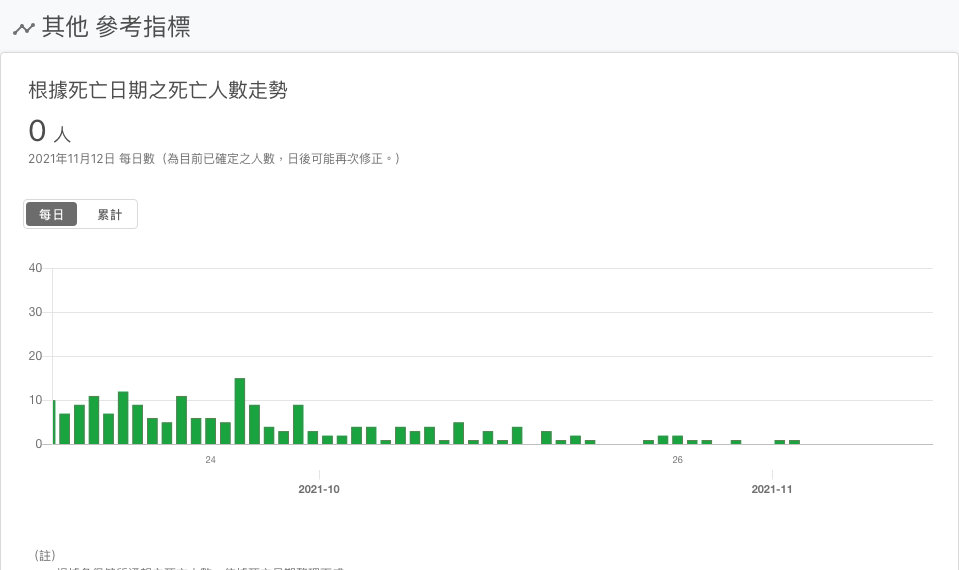 其他 參考指標
根據死亡日期之死亡人數走勢
0 人
2021年11月12日 每日數（為目前已確定之人數，日後可能再次修正。）
每日 累計
40
30
20
10
0
24 26
2021-10 2021-11
（註）